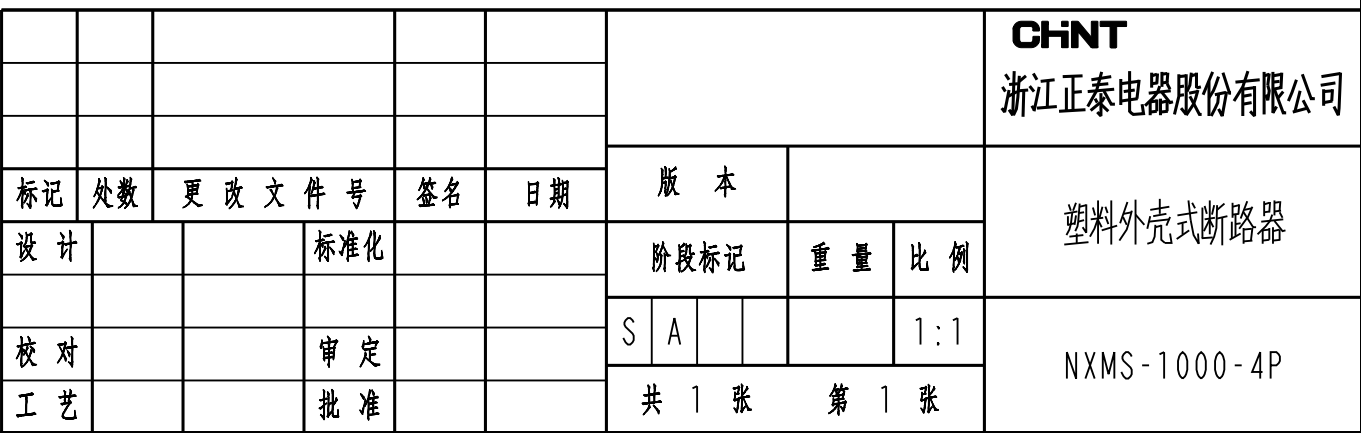 CHINT
浙江正泰电器股份有限公司
标记 处数 更改文件号 签名 日期
版本
塑料外壳式断路器
设计 标准化
阶段标记 重量 比例
S A 1:1
校对 审定
NXMS-1000-4P
工艺 批准
共 1 张 第 1 张